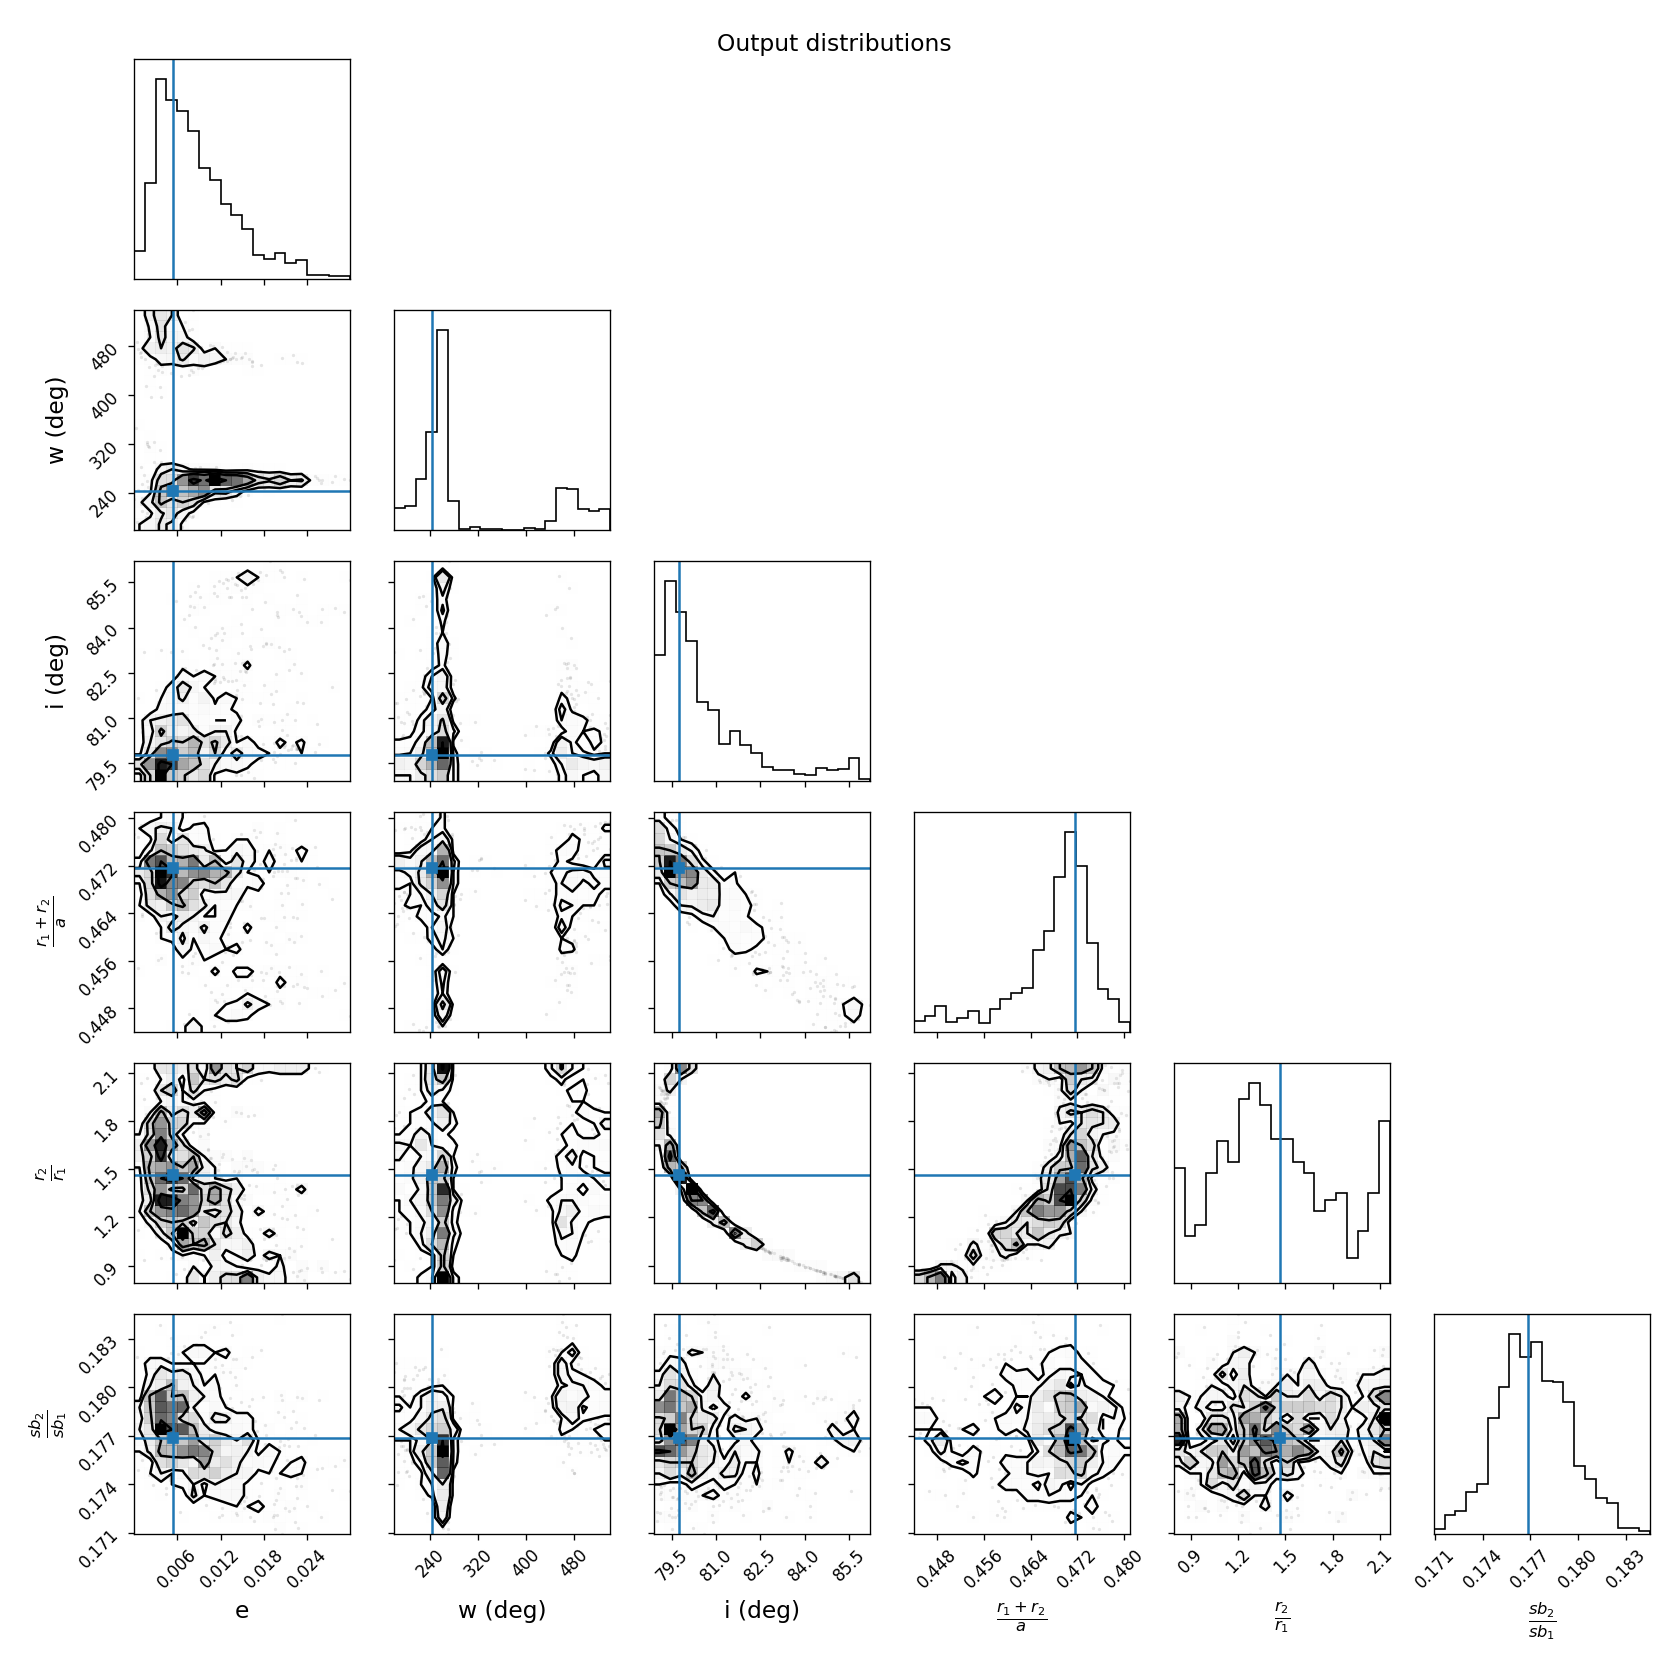 Output distributions
w (deg)
480
400
320
240
i (deg)
85.5
84.0
82.5
81.0
79.5
r1 + r2
a
0.480
0.472
0.464
0.456
0.448
r2
r1
2.1
1.8
1.5
1.2
0.9
sb2
sb1
0.183
0.180
0.177
0.174
0.171
0.006 0.012 0.018 0.024
240 320 400 480
79.5 81.0 82.5 84.0 85.5
0.448 0.456 0.464 0.472 0.480
0.9 1.2 1.5 1.8 2.1
0.171 0.174 0.177 0.180 0.183
e
w (deg)
i (deg)
r1 + r2
a
r2
r1
sb2
sb1